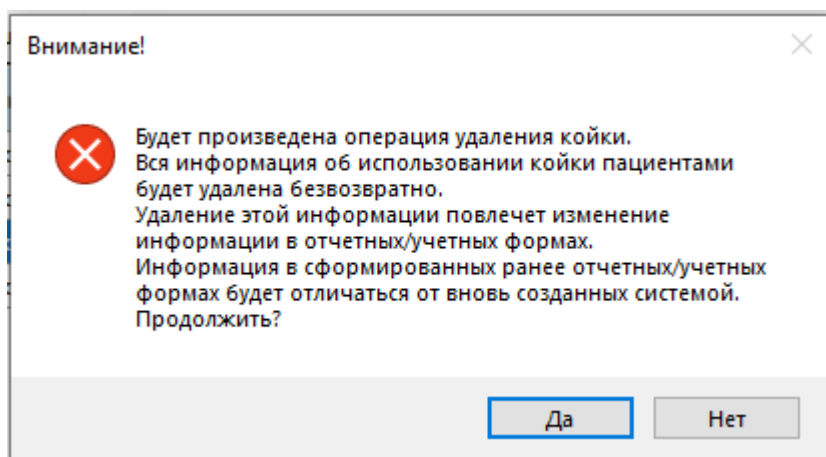 Внимание!
Будет произведена операция удаления койки.
Вся информация об использовании койки пациентами
будет удалена безвозвратно.
Удаление этой информации повлечет изменение
информации в отчетных/учетных формах.
Информация в сформированных ранее отчетных/учетных
формах будет отличаться от вновь созданных системой.
Продолжить?
Да
Нет